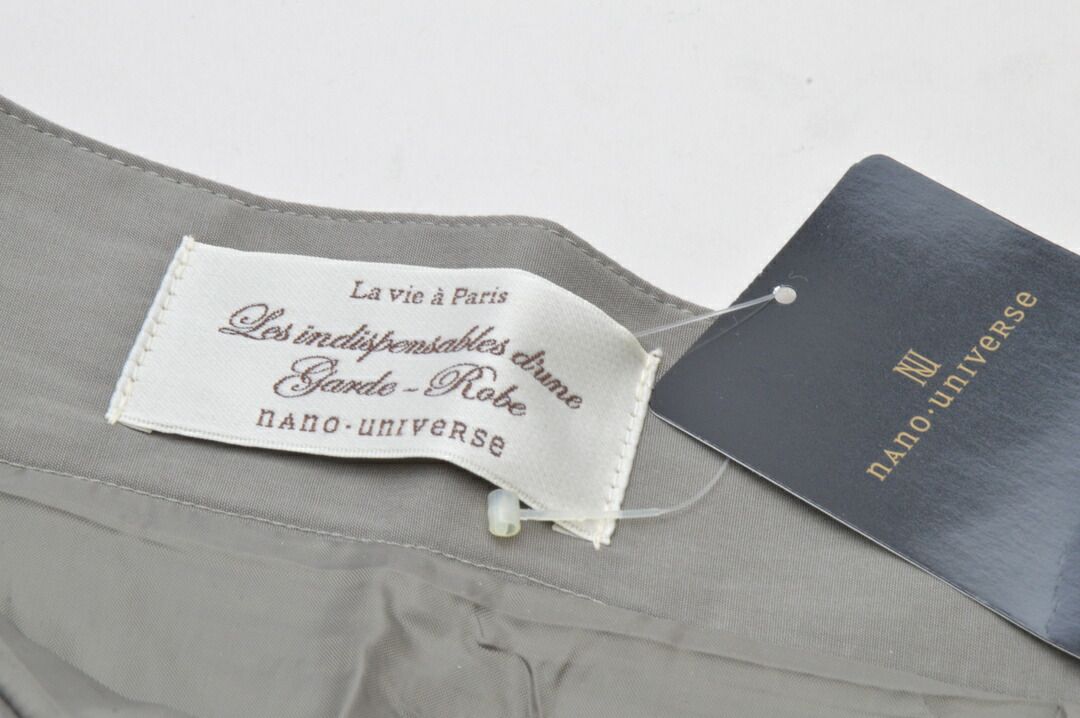 La vie à Paris
Les indispensables d'une
Garde-Robe
nAno·universe
NU
nAno·universe